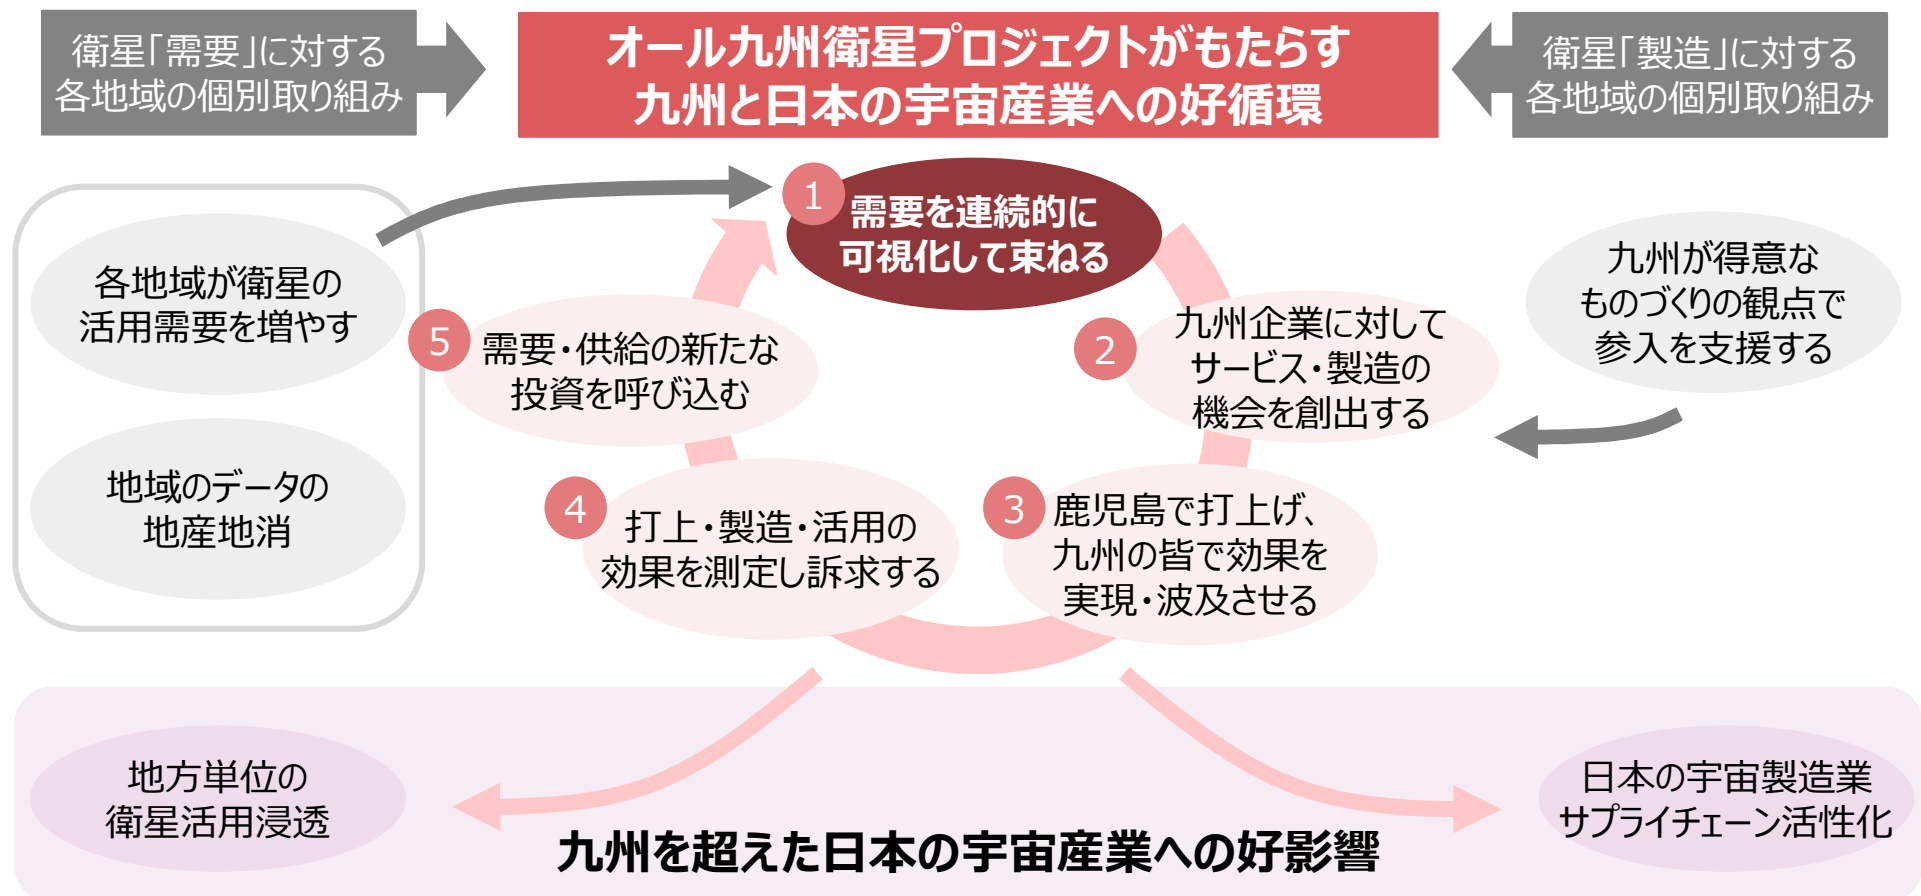 衛星「需要」に対する
各地域の個別取り組み
オール九州衛星プロジェクトがもたらす
九州と日本の宇宙産業への好循環
衛星「製造」に対する
各地域の個別取り組み
1
需要を連続的に
可視化して束ねる
各地域が衛星の
活用需要を増やす
地域のデータの
地産地消
5
需要・供給の新たな
投資を呼び込む
2
九州企業に対して
サービス・製造の
機会を創出する
九州が得意な
ものづくりの観点で
参入を支援する
4
打上・製造・活用の
効果を測定し訴求する
3
鹿児島で打上げ、
九州の皆で効果を
実現・波及させる
地方単位の
衛星活用浸透
九州を超えた日本の宇宙産業への好影響
日本の宇宙製造業
サプライチェーン活性化